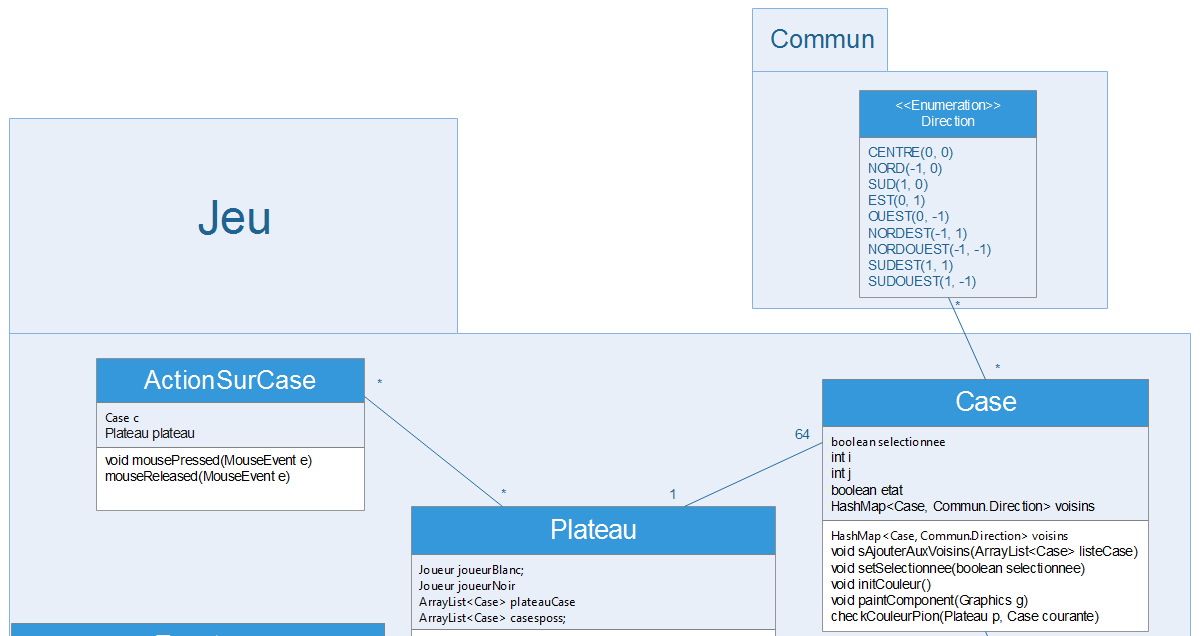 Commun
<<Enumeration>>
Direction
CENTRE(0, 0)
NORD(-1, 0)
SUD(1, 0)
EST(0, 1)
OUEST(0, -1)
NORDEST(-1, 1)
NORDOUEST(-1, -1)
SUDEST(1, 1)
SUDOUEST(1, -1)
*
*
Jeu
ActionSurCase
Case c
Plateau plateau
void mousePressed(MouseEvent e)
mouseReleased(MouseEvent e)
*
*
64
1
Case
boolean selectionnee
int i
int j
boolean etat
HashMap<Case, Commun.Direction> voisins
HashMap<Case, Commun.Direction> voisins
void sAjouterAuxVoisins(ArrayList<Case> listeCase)
void setSelectionnee(boolean selectionnee)
void initCouleur()
void paintComponent(Graphics g)
checkCouleurPion(Plateau p, Case courante)
Plateau
Joueur joueurBlanc;
Joueur joueurNoir
ArrayList<Case> plateauCase
ArrayList<Case> casesposs;